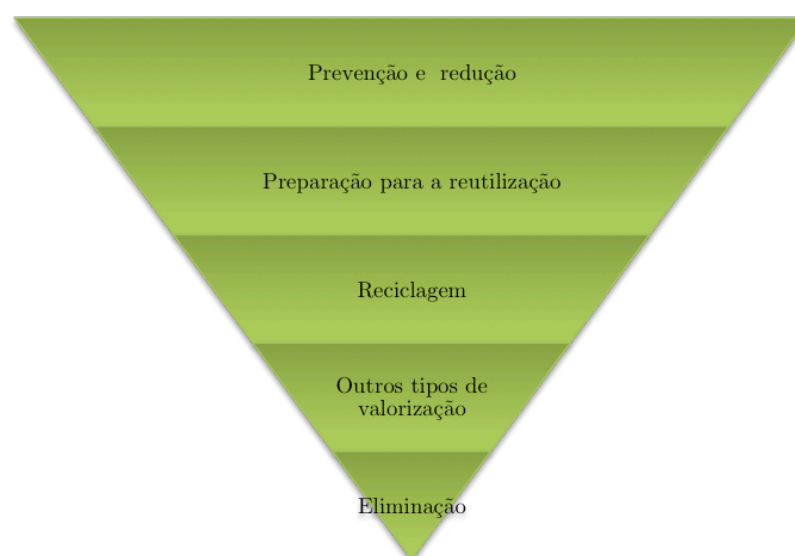 Prevenção e redução
Preparação para a reutilização
Reciclagem
Outros tipos de
valorização
Eliminação